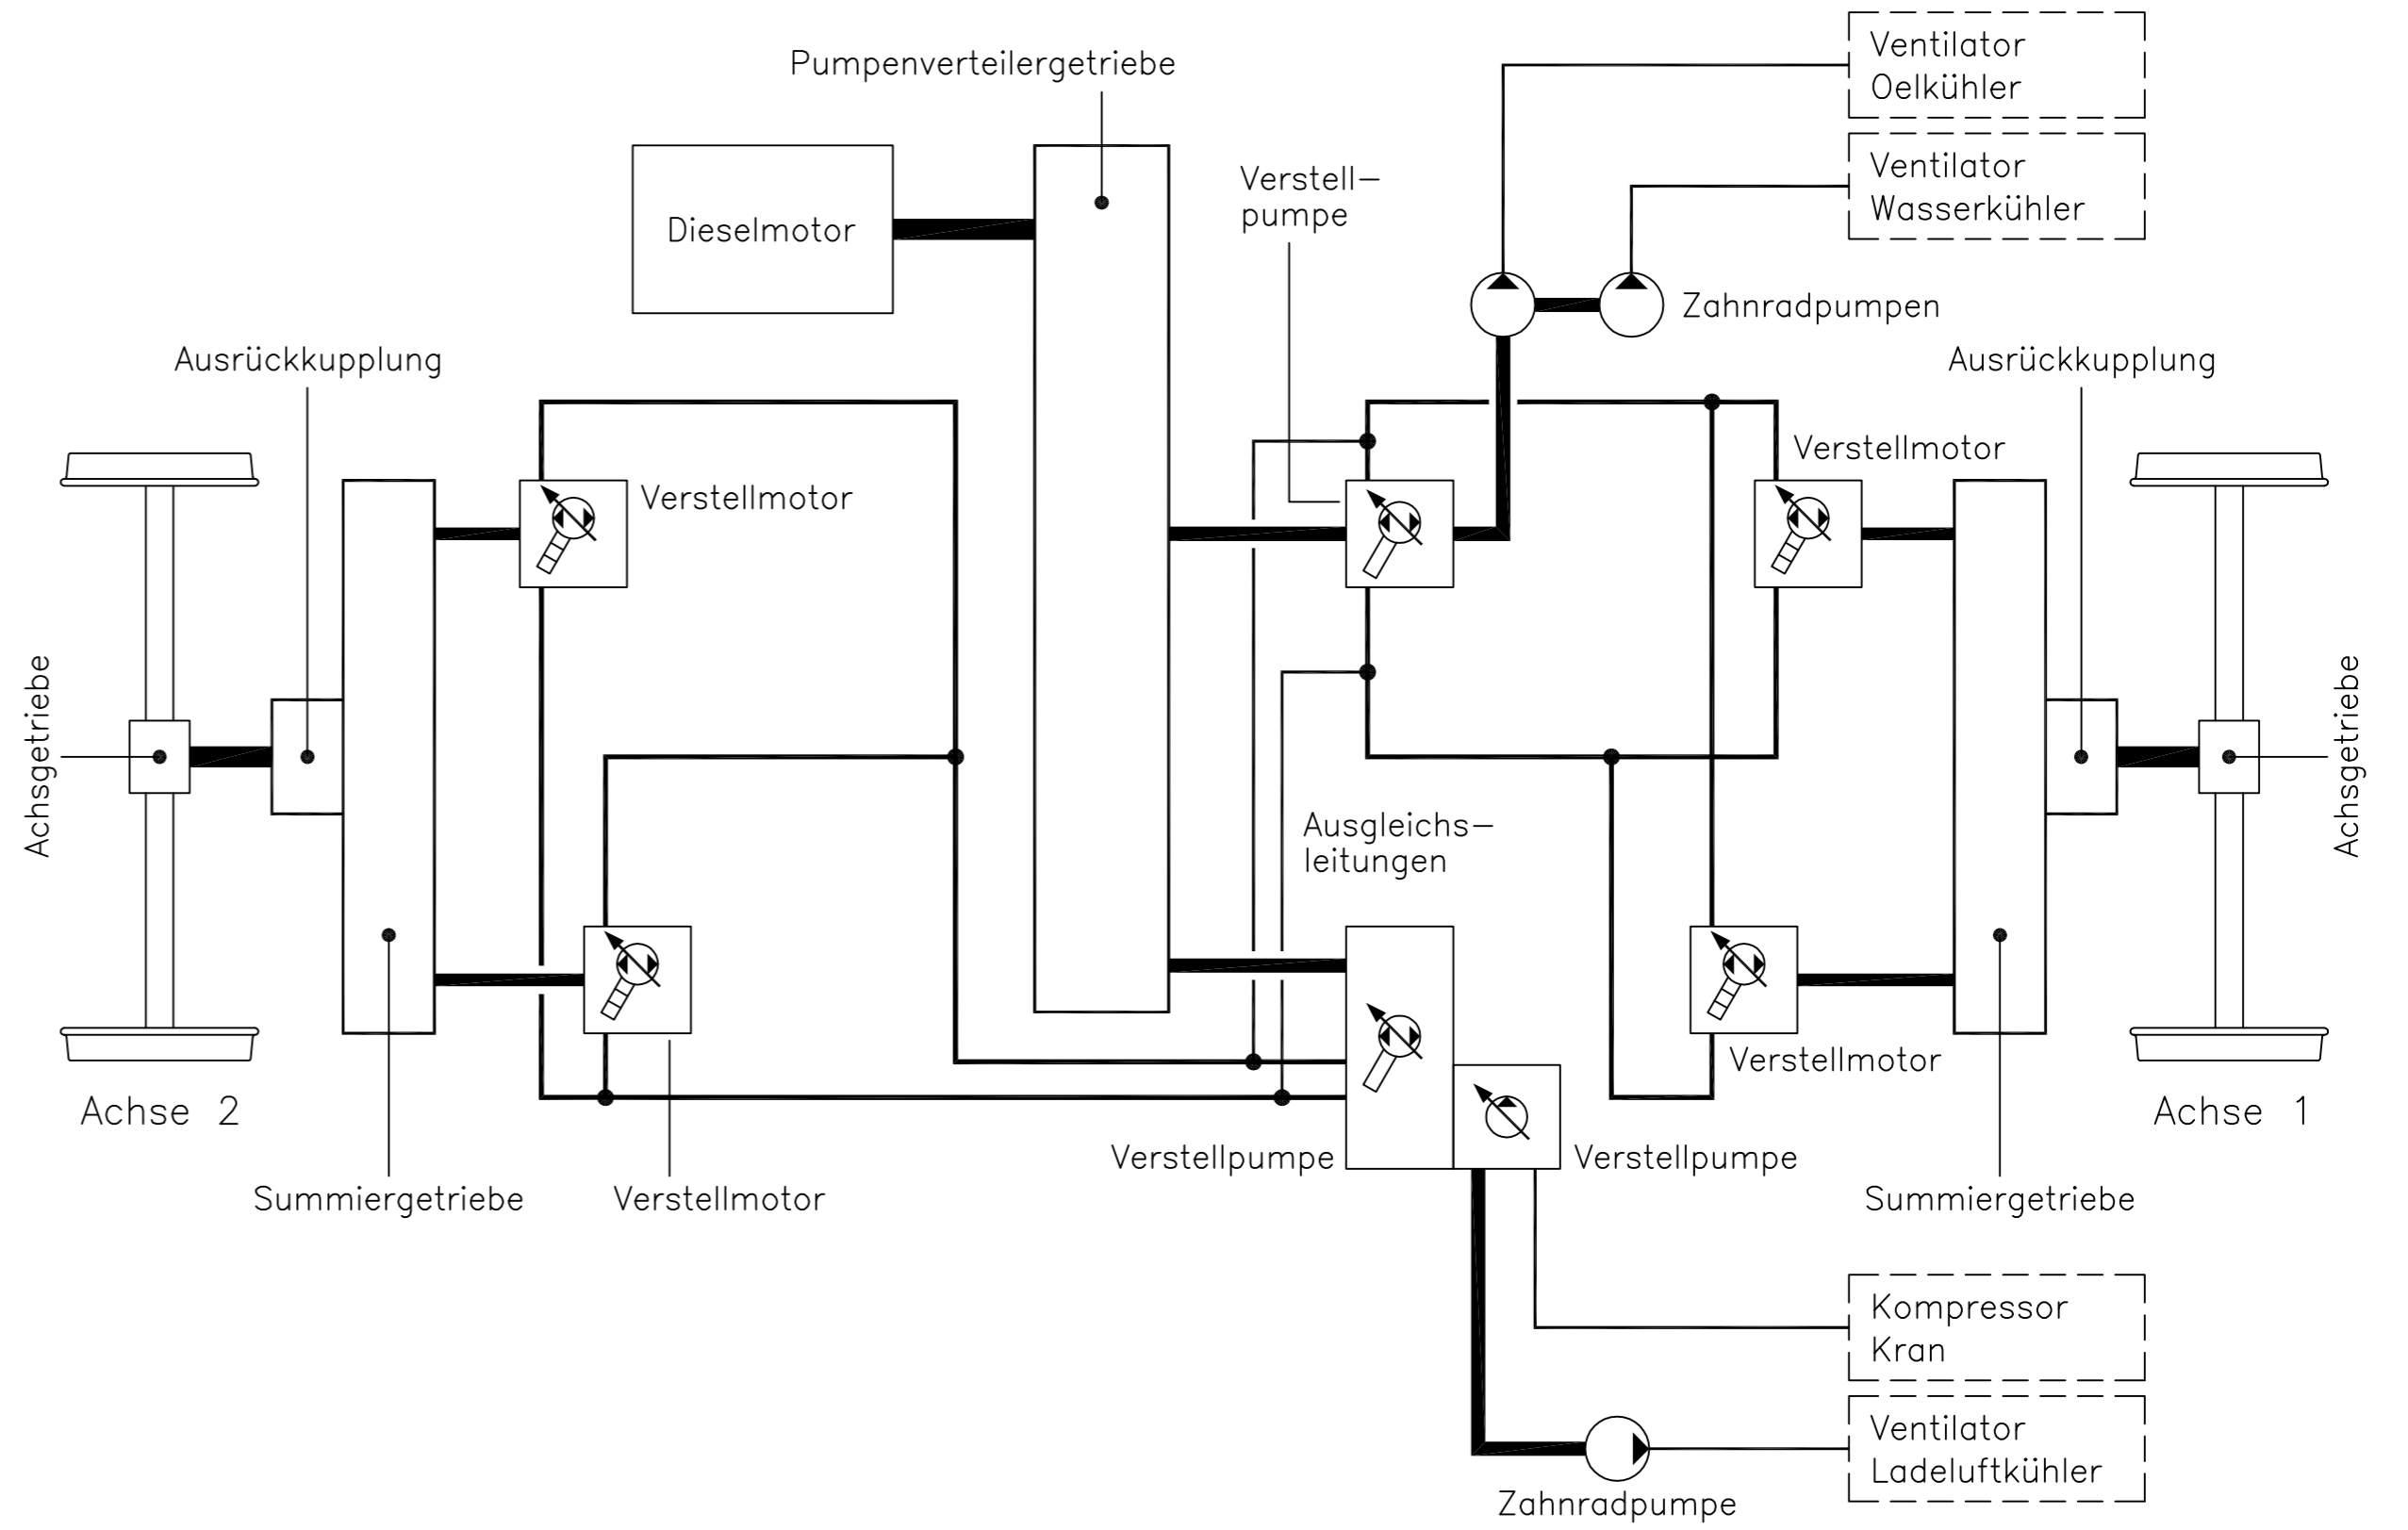 Ventilator
Oelkühler
Pumpenverteilergetriebe
Ventilator
Wasserkühler
Verstell-
pumpe
Dieselmotor
Zahnradpumpen
Ausrückkupplung
Ausrückkupplung
Verstellmotor
Verstellmotor
Achsgetriebe
Achsgetriebe
Ausgleichs-
leitungen
Verstellmotor
Achse 2
Achse 1
Verstellpumpe
Verstellpumpe
Summiergetriebe
Verstellmotor
Summiergetriebe
Kompressor
Kran
Ventilator
Ladeluftkühler
Zahnradpumpe